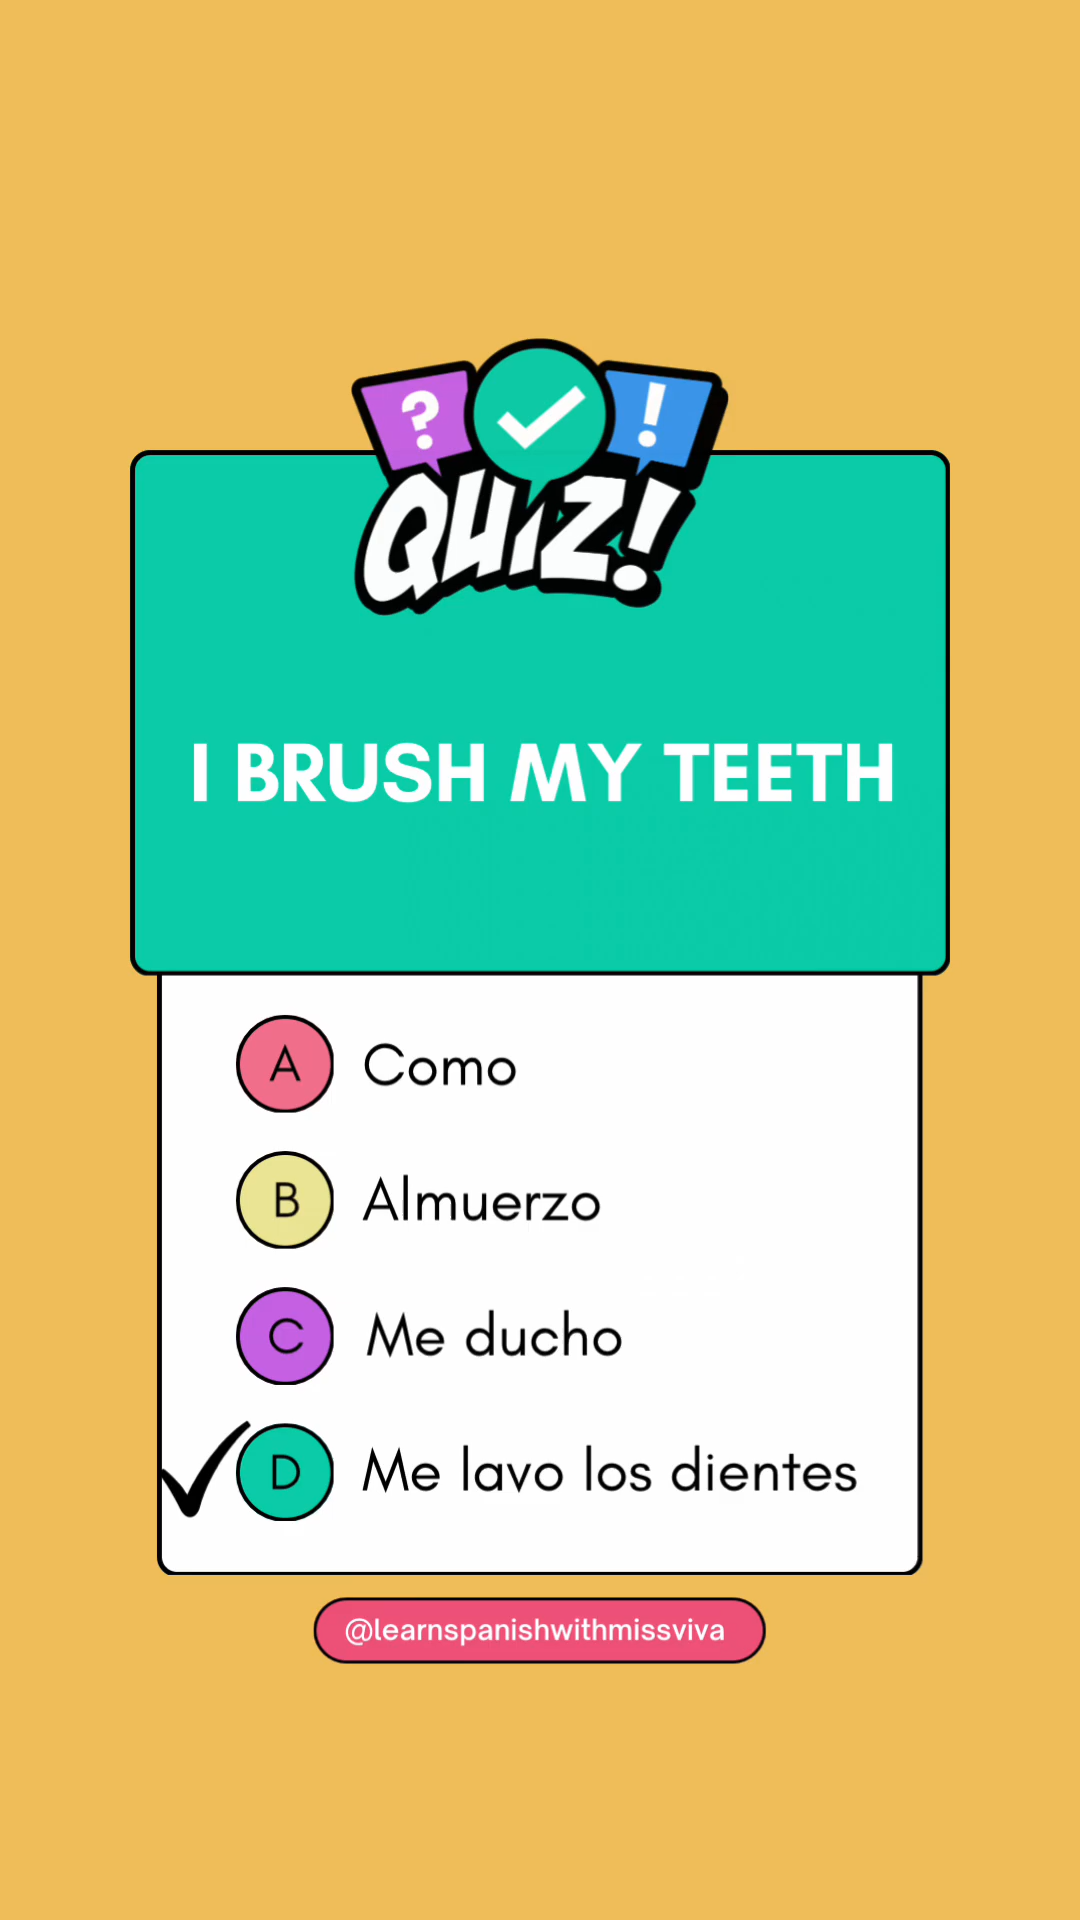 ?
!
QUIZ!
I BRUSH MY TEETH
A Como
B Almuerzo
C Me ducho
D Me lavo los dientes
@learnspanishwithmissviva